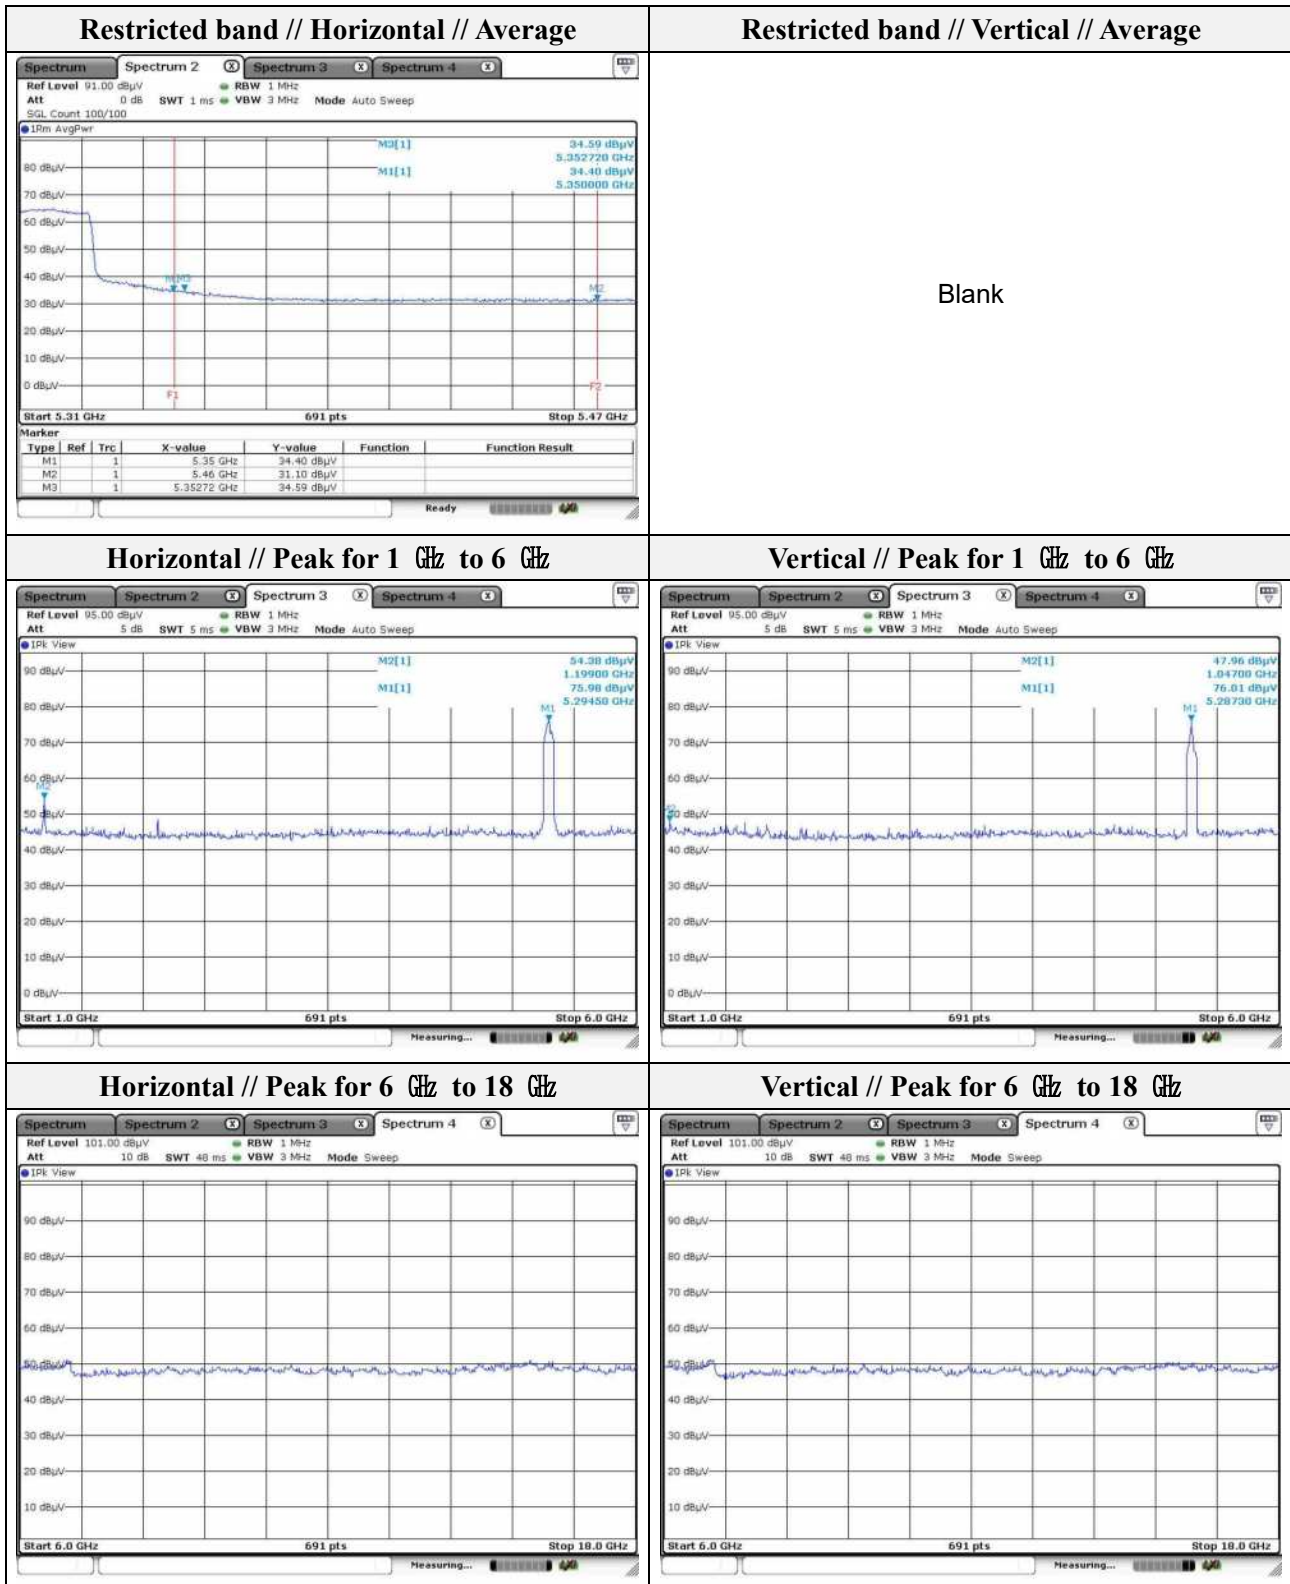 Restricted band // Horizontal // Average
Restricted band // Vertical // Average
Spectrum Spectrum 2 Spectrum 3 Spectrum 4
Ref Level 91.00 dBµV RBW 1 MHz
Att 0 dB SWT 1 ms VBW 3 MHz Mode Auto Sweep
SGL Count 100/100
1Rm AvgPwr
M3[1] 34.59 dBµV
5.352720 GHz
M1[1] 34.40 dBµV
5.350000 GHz
80 dBµV
70 dBµV
60 dBµV
50 dBµV
40 dBµV
M3
M2
30 dBµV
20 dBµV
10 dBµV
0 dBµV
F1
F2
Start 5.31 GHz 691 pts Stop 5.47 GHz
Marker
Type Ref Trc X-value Y-value Function Function Result
M1 1 5.35 GHz 34.40 dBµV
M2 1 5.46 GHz 31.10 dBµV
M3 1 5.35272 GHz 34.59 dBµV
Ready
Blank
Horizontal // Peak for 1 ㎓ to 6 ㎓
Vertical // Peak for 1 ㎓ to 6 ㎓
Spectrum Spectrum 2 Spectrum 3 Spectrum 4
Ref Level 95.00 dBµV RBW 1 MHz
Att 5 dB SWT 5 ms VBW 3 MHz Mode Auto Sweep
1Pk View
M2[1] 54.38 dBµV
1.19900 GHz
M1[1] 75.98 dBµV
5.29450 GHz
90 dBµV
80 dBµV
M1
70 dBµV
60 dBµV
M2
50 dBµV
40 dBµV
30 dBµV
20 dBµV
10 dBµV
0 dBµV
Start 1.0 GHz 691 pts Stop 6.0 GHz
Measuring...
Spectrum Spectrum 2 Spectrum 3 Spectrum 4
Ref Level 95.00 dBµV RBW 1 MHz
Att 5 dB SWT 5 ms VBW 3 MHz Mode Auto Sweep
1Pk View
M2[1] 47.96 dBµV
1.04700 GHz
M1[1] 76.01 dBµV
5.28730 GHz
90 dBµV
80 dBµV
M1
70 dBµV
60 dBµV
50 dBµV
40 dBµV
30 dBµV
20 dBµV
10 dBµV
0 dBµV
Start 1.0 GHz 691 pts Stop 6.0 GHz
Measuring...
Horizontal // Peak for 6 ㎓ to 18 ㎓
Vertical // Peak for 6 ㎓ to 18 ㎓
Spectrum Spectrum 2 Spectrum 3 Spectrum 4
Ref Level 101.00 dBµV RBW 1 MHz
Att 10 dB SWT 48 ms VBW 3 MHz Mode Sweep
1Pk View
90 dBµV
80 dBµV
70 dBµV
60 dBµV
50 dBµV
40 dBµV
30 dBµV
20 dBµV
10 dBµV
Start 6.0 GHz 691 pts Stop 18.0 GHz
Measuring...
Spectrum Spectrum 2 Spectrum 3 Spectrum 4
Ref Level 101.00 dBµV RBW 1 MHz
Att 10 dB SWT 48 ms VBW 3 MHz Mode Sweep
1Pk View
90 dBµV
80 dBµV
70 dBµV
60 dBµV
50 dBµV
40 dBµV
30 dBµV
20 dBµV
10 dBµV
Start 6.0 GHz 691 pts Stop 18.0 GHz
Measuring...